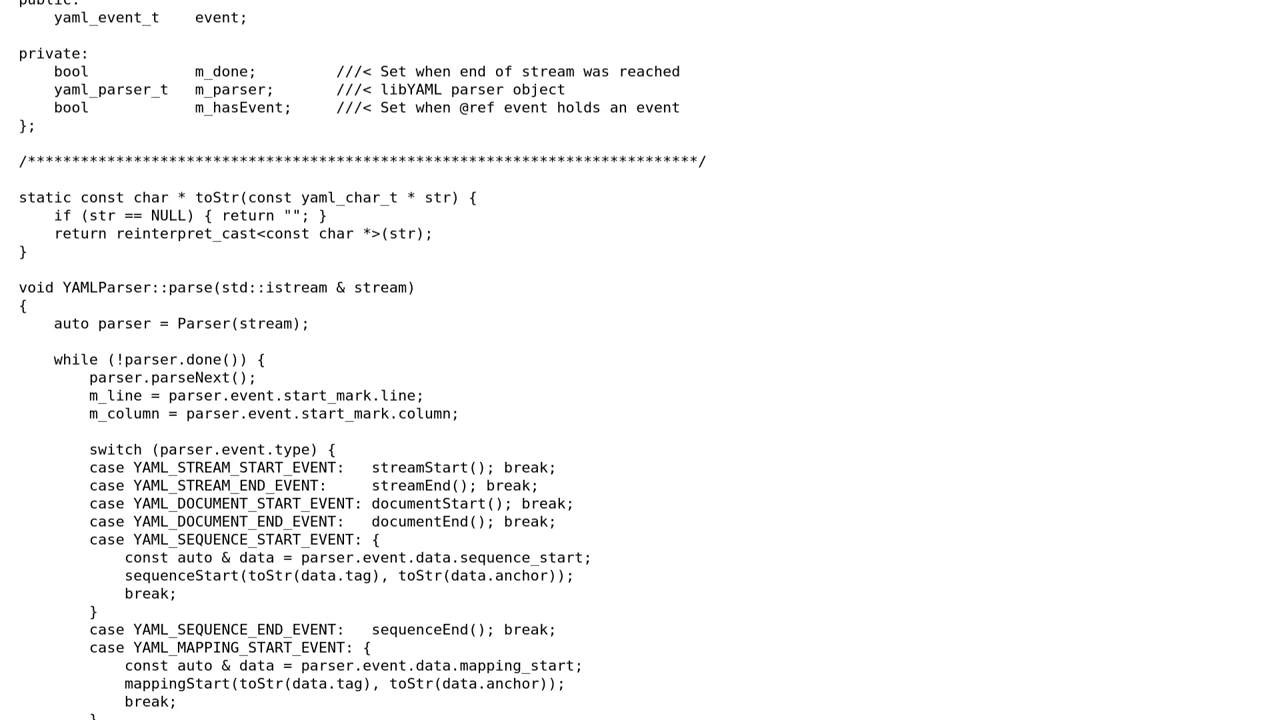 public:
    yaml_event_t    event;

private:
    bool            m_done;         ///< Set when end of stream was reached
    yaml_parser_t   m_parser;       ///< libYAML parser object
    bool            m_hasEvent;     ///< Set when @ref event holds an event
};

/****************************************************************************/

static const char * toStr(const yaml_char_t * str) {
    if (str == NULL) { return ""; }
    return reinterpret_cast<const char *>(str);
}

void YAMLParser::parse(std::istream & stream)
{
    auto parser = Parser(stream);

    while (!parser.done()) {
        parser.parseNext();
        m_line = parser.event.start_mark.line;
        m_column = parser.event.start_mark.column;

        switch (parser.event.type) {
        case YAML_STREAM_START_EVENT:   streamStart(); break;
        case YAML_STREAM_END_EVENT:     streamEnd(); break;
        case YAML_DOCUMENT_START_EVENT: documentStart(); break;
        case YAML_DOCUMENT_END_EVENT:   documentEnd(); break;
        case YAML_SEQUENCE_START_EVENT: {
            const auto & data = parser.event.data.sequence_start;
            sequenceStart(toStr(data.tag), toStr(data.anchor));
            break;
        }
        case YAML_SEQUENCE_END_EVENT:   sequenceEnd(); break;
        case YAML_MAPPING_START_EVENT: {
            const auto & data = parser.event.data.mapping_start;
            mappingStart(toStr(data.tag), toStr(data.anchor));
            break;
        }